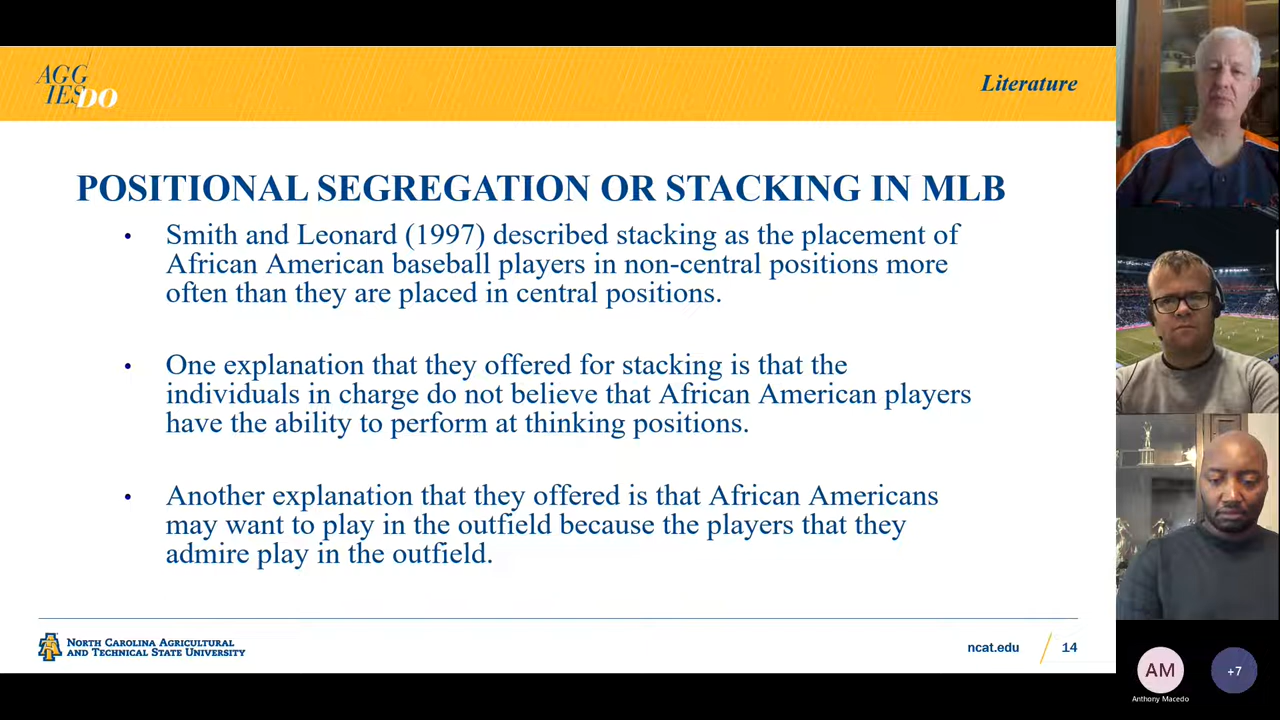 AGG
IESDO
Literature
POSITIONAL SEGREGATION OR STACKING IN MLB
• Smith and Leonard (1997) described stacking as the placement of
African American baseball players in non-central positions more
often than they are placed in central positions.
• One explanation that they offered for stacking is that the
individuals in charge do not believe that African American players
have the ability to perform at thinking positions.
• Another explanation that they offered is that African Americans
may want to play in the outfield because the players that they
admire play in the outfield.
NORTH CAROLINA AGRICULTURAL
AND TECHNICAL STATE UNIVERSITY
ncat.edu
14
AM
Anthony Macedo
+7